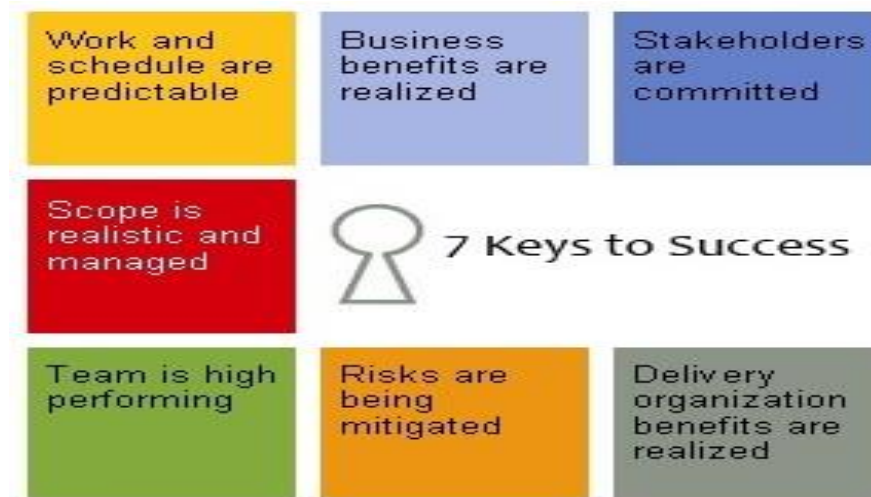 Work and
schedule are
predictable
Business
benefits are
realized
Stakeholders
are
committed
Scope is
realistic and
managed
7 Keys to Success
Team is high
performing
Risks are
being
mitigated
Delivery
organization
benefits are
realized